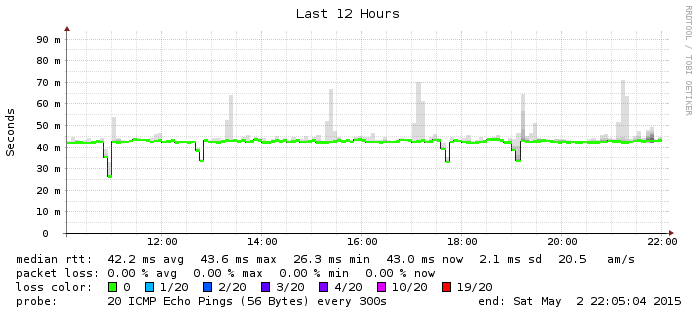 Last 12 Hours
RRDTOOL / TOBI OETIKER
Seconds
90 m
80 m
70 m
60 m
50 m
40 m
30 m
20 m
10 m
0
12:00 14:00 16:00 18:00 20:00 22:00
median rtt: 42.2 ms avg 43.6 ms max 26.3 ms min 43.0 ms now 2.1 ms sd 20.5 am/s
packet loss: 0.00 % avg 0.00 % max 0.00 % min 0.00 % now
loss color: 0 1/20 2/20 3/20 4/20 10/20 19/20
probe: 20 ICMP Echo Pings (56 Bytes) every 300s end: Sat May 2 22:05:04 2015